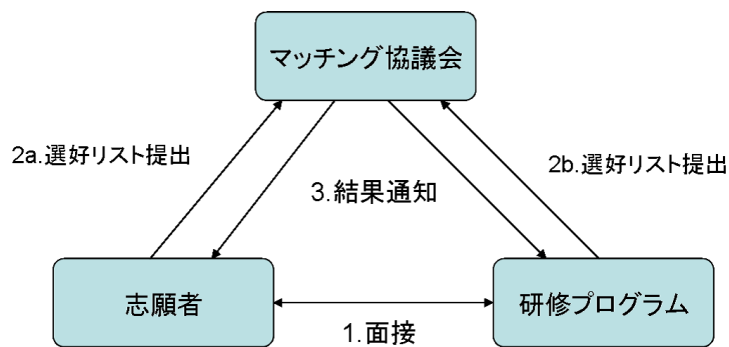 マッチング協議会
2a.選好リスト提出
2b.選好リスト提出
3.結果通知
志願者
研修プログラム
1.面接